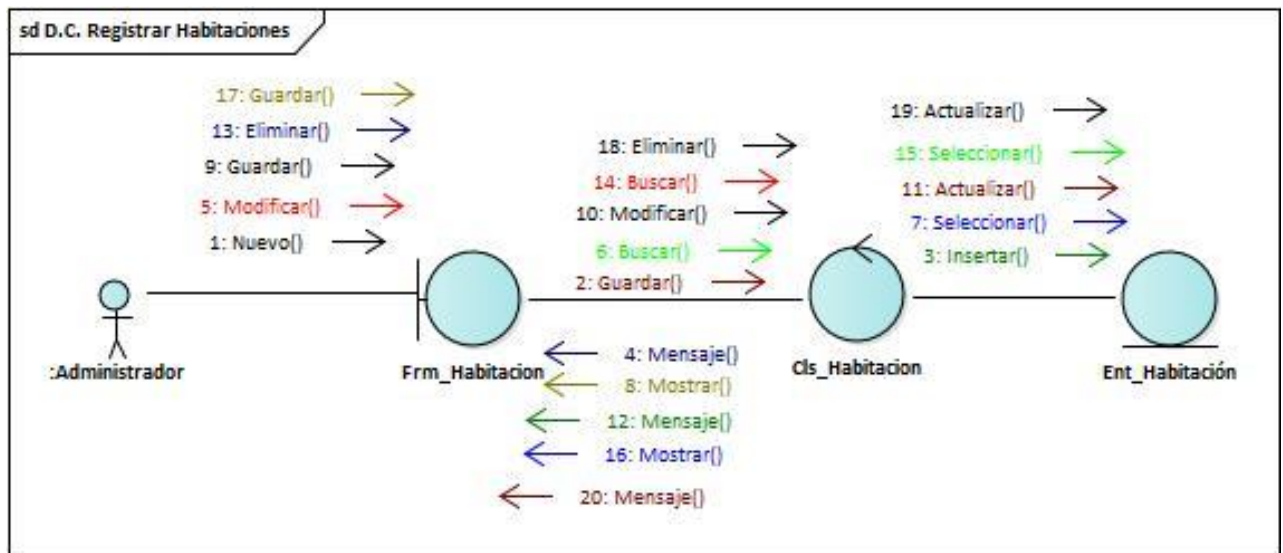 sd D.C. Registrar Habitaciones
17: Guardar()
13: Eliminar()
9: Guardar()
5: Modificar()
1: Nuevo()
18: Eliminar()
14: Buscar()
10: Modificar()
6: Buscar()
2: Guardar()
19: Actualizar()
15: Seleccionar()
11: Actualizar()
7: Seleccionar()
3: Insertar()
:Administrador
Frm_Habitacion
Cls_Habitacion
Ent_Habitación
4: Mensaje()
8: Mostrar()
12: Mensaje()
16: Mostrar()
20: Mensaje()